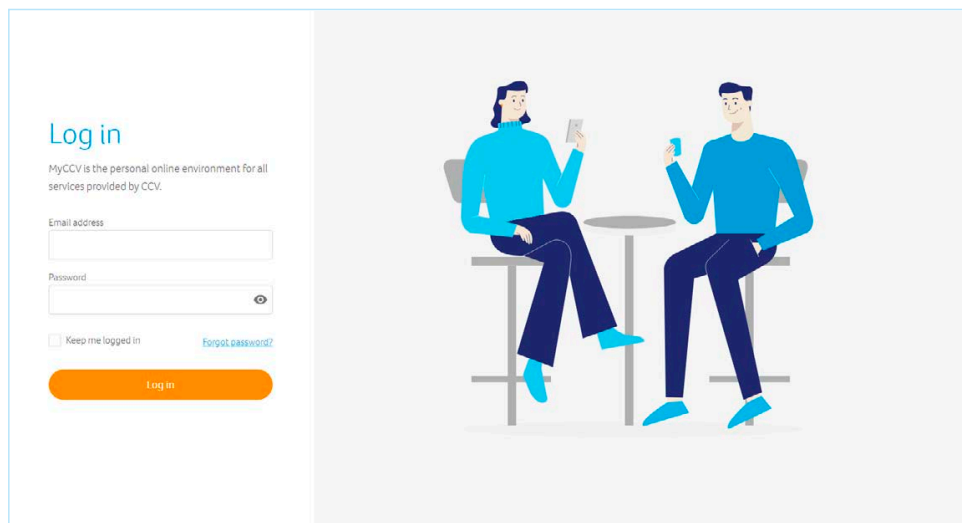 Log in
MyCCV is the personal online environment for all
services provided by CCV.
Email address
Password
Keep me logged in
Forgot password?
Log in